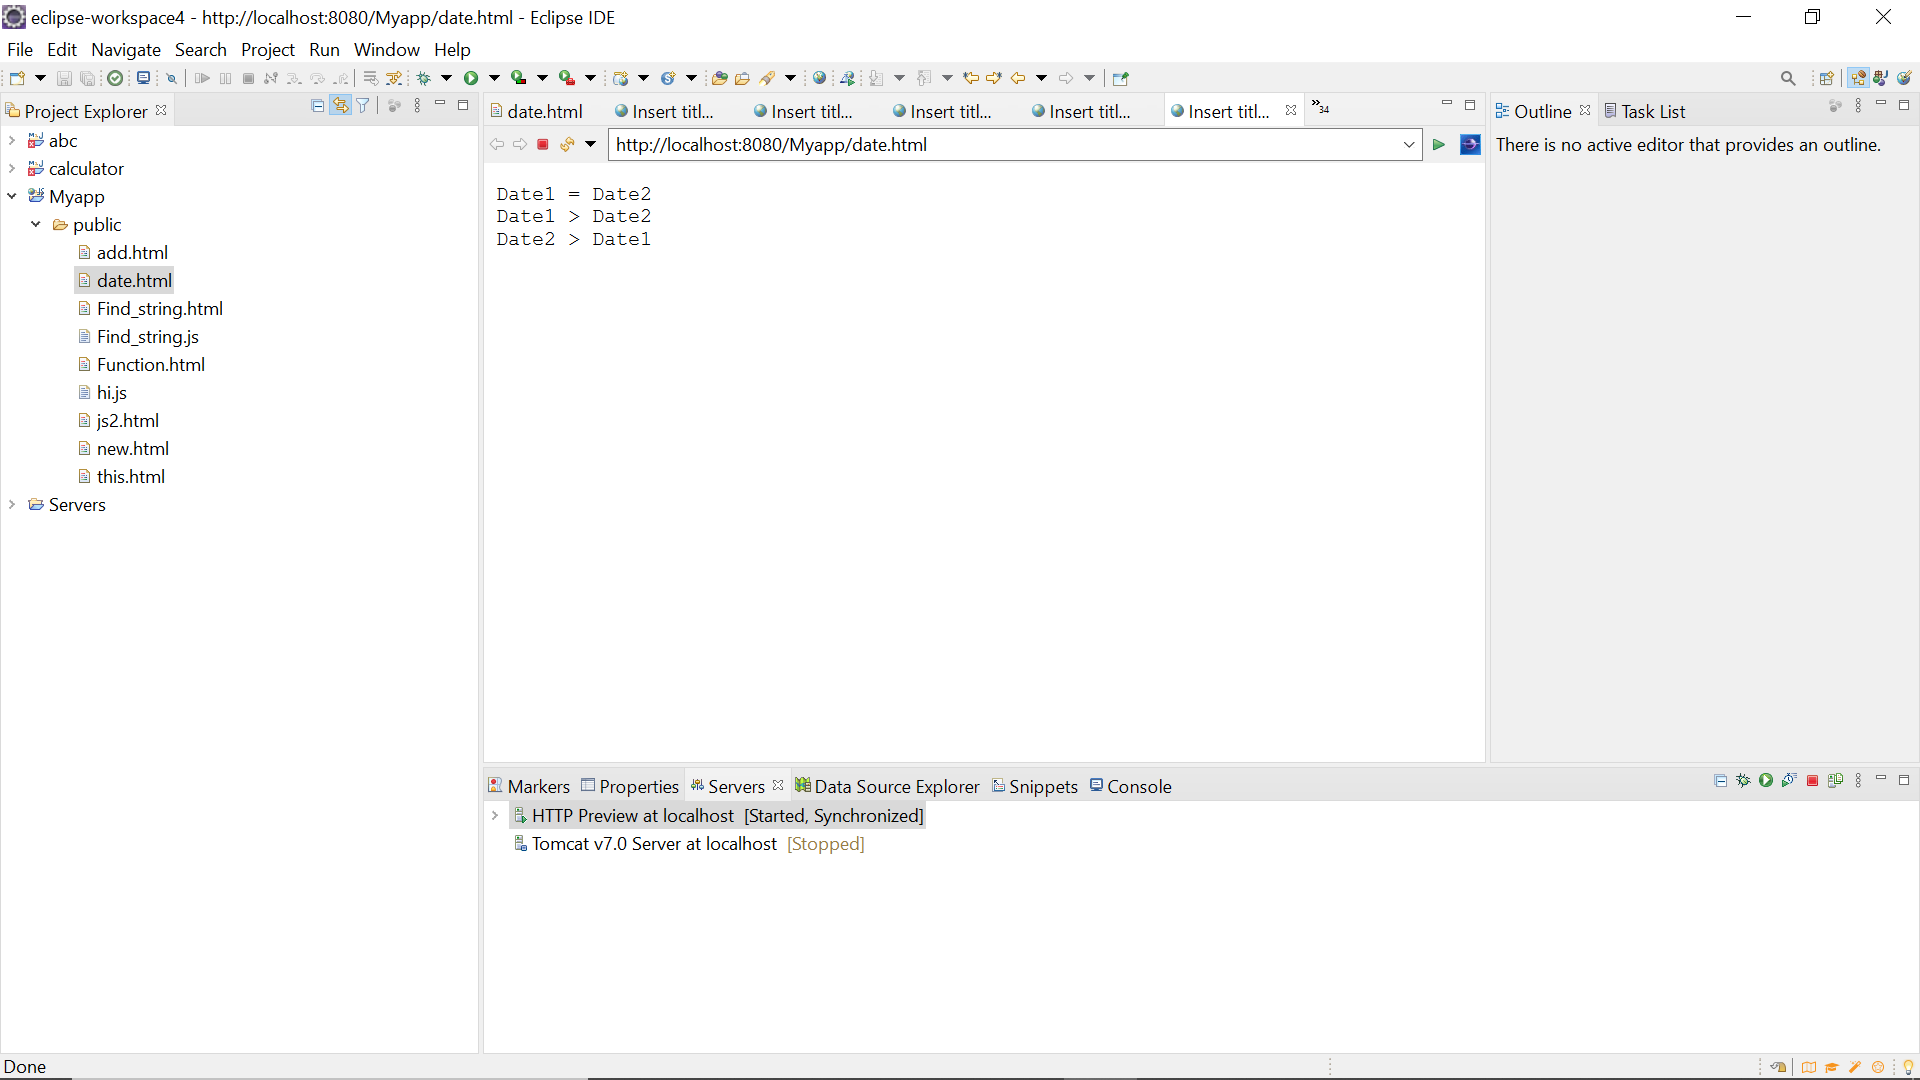 eclipse-workspace4 - http://localhost:8080/Myapp/date.html - Eclipse IDE
File Edit Navigate Search Project Run Window Help
Project Explorer
abc
calculator
Myapp
public
add.html
date.html
Find_string.html
Find_string.js
Function.html
hi.js
js2.html
new.html
this.html
Servers
date.html Insert titl... Insert titl... Insert titl... Insert titl... Insert titl... »34
http://localhost:8080/Myapp/date.html
Date1 = Date2
Date1 > Date2
Date2 > Date1
Outline Task List
There is no active editor that provides an outline.
Markers Properties Servers Data Source Explorer Snippets Console
HTTP Preview at localhost [Started, Synchronized]
Tomcat v7.0 Server at localhost [Stopped]
Done